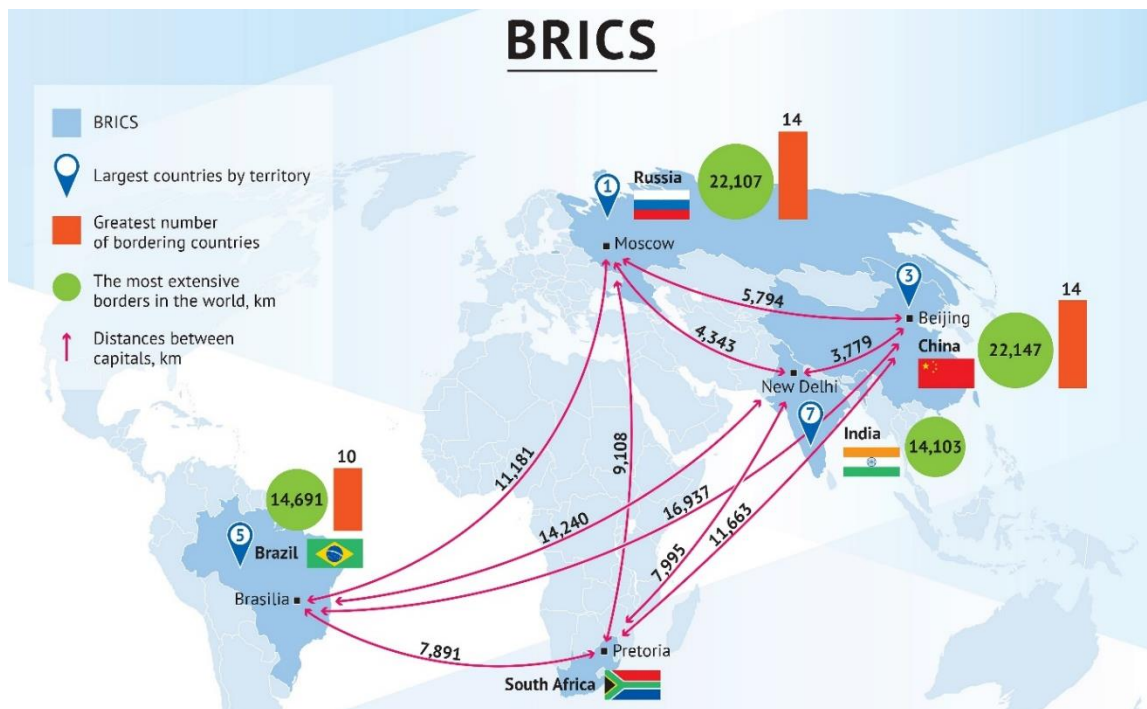 BRICS
BRICS
Largest countries by territory
Greatest number
of bordering countries
The most extensive
borders in the world, km
Distances between
capitals, km
1
Russia
22,107
14
Moscow
3
Beijing
China
22,147
14
5,794
4,343
3,779
New Delhi
7
India
14,103
11,181
9,108
14,240
16,937
7,995
11,663
14,691
10
5
Brazil
Brasilia
7,891
Pretoria
South Africa